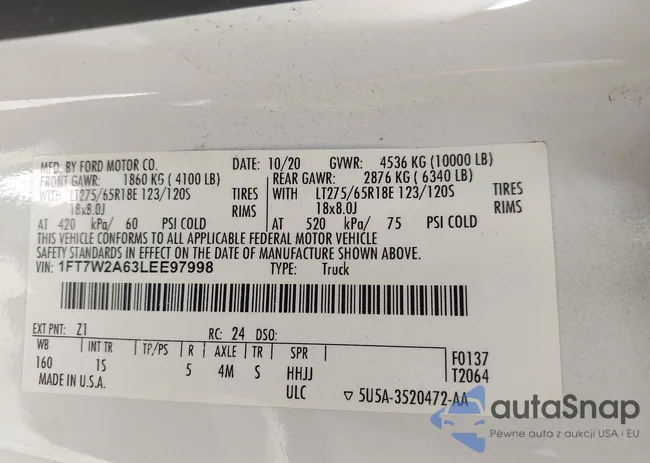 MFD. BY FORD MOTOR CO. DATE: 10/20 GVWR: 4536 KG (10000 LB)
FRONT GAWR: 1860 KG ( 4100 LB) REAR GAWR: 2876 KG ( 6340 LB)
WITH LT275/65R18E 123/120S TIRES WITH LT275/65R18E 123/120S TIRES
18x8.0J RIMS 18x8.0J RIMS
AT 420 kPa/ 60 PSI COLD AT 520 kPa/ 75 PSI COLD
THIS VEHICLE CONFORMS TO ALL APPLICABLE FEDERAL MOTOR VEHICLE
SAFETY STANDARDS IN EFFECT ON THE DATE OF MANUFACTURE SHOWN ABOVE.
VIN: 1FT7W2A63LEE97998 TYPE: Truck
EXT PNT: Z1 RC: 24 DSO:
WB INT TR TP/PS R AXLE TR SPR F0137
160 1S 5 4M S HHJJ T2064
MADE IN U.S.A. ULC ▽ 5U5A-3520472-AA
autaSnap
Pewne auta z aukcji USA i EU